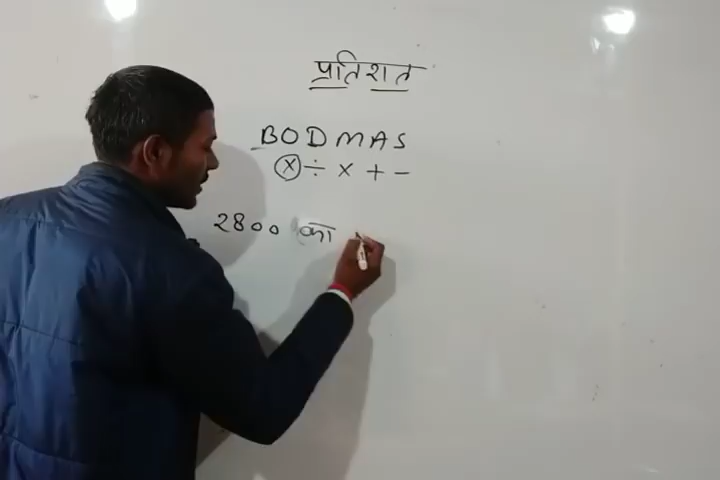 प्रतिशत
BODMAS
× ÷ × + -
2800 का